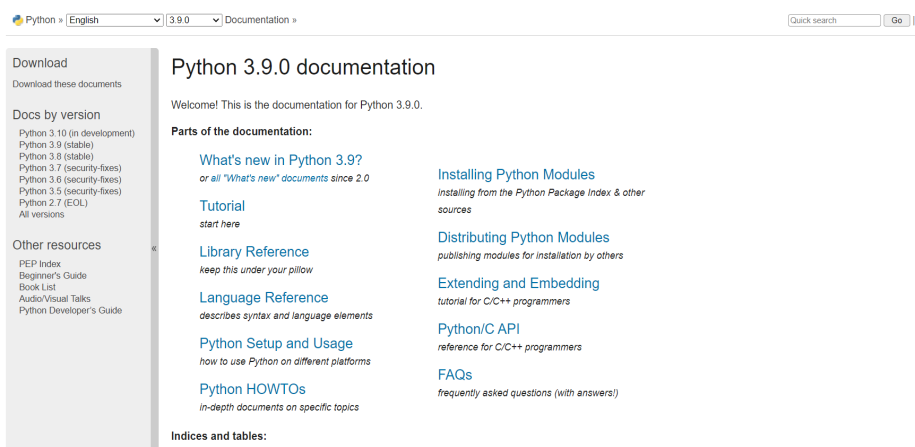 Python » English 3.9.0 Documentation » Quick search Go |
Download
Download these documents
Docs by version
Python 3.10 (in development)
Python 3.9 (stable)
Python 3.8 (stable)
Python 3.7 (security-fixes)
Python 3.6 (security-fixes)
Python 3.5 (security-fixes)
Python 2.7 (EOL)
All versions
Other resources
PEP Index
Beginner's Guide
Book List
Audio/Visual Talks
Python Developer's Guide
«
Python 3.9.0 documentation
Welcome! This is the documentation for Python 3.9.0.
Parts of the documentation:
What's new in Python 3.9?
or all "What's new" documents since 2.0
Tutorial
start here
Library Reference
keep this under your pillow
Language Reference
describes syntax and language elements
Python Setup and Usage
how to use Python on different platforms
Python HOWTOs
in-depth documents on specific topics
Installing Python Modules
installing from the Python Package Index & other
sources
Distributing Python Modules
publishing modules for installation by others
Extending and Embedding
tutorial for C/C++ programmers
Python/C API
reference for C/C++ programmers
FAQs
frequently asked questions (with answers!)
Indices and tables: